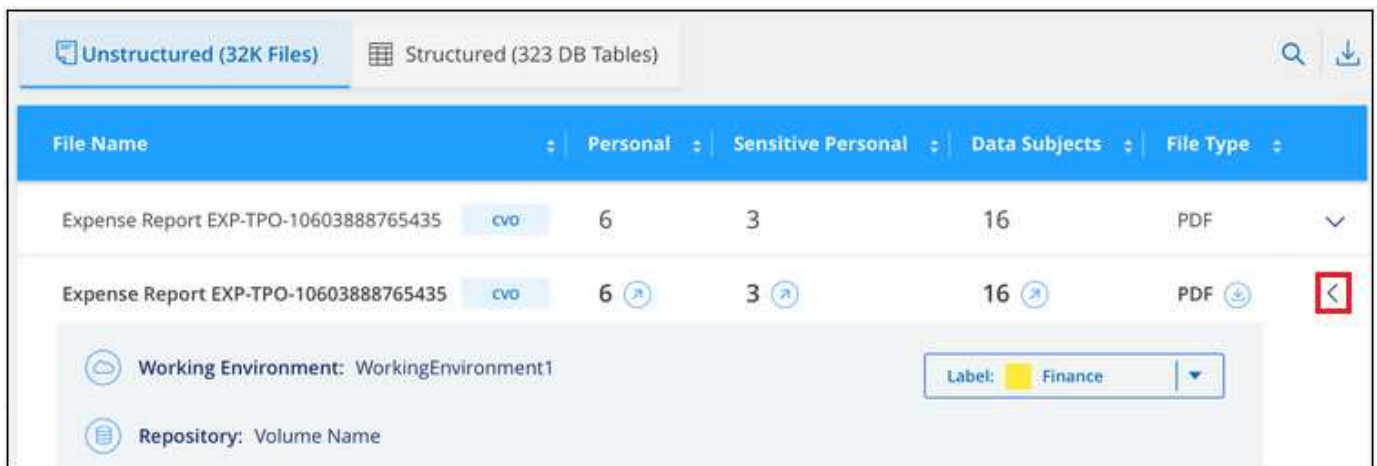 Unstructured (32K Files) Structured (323 DB Tables)
File Name Personal Sensitive Personal Data Subjects File Type
Expense Report EXP-TPO-10603888765435 CVO 6 3 16 PDF
Expense Report EXP-TPO-10603888765435 CVO 6 3 16 PDF
Working Environment: WorkingEnvironment1 Label: Finance
Repository: Volume Name